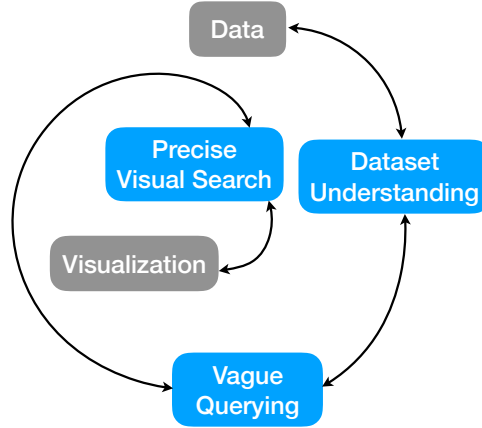 Data
Precise
Visual Search
Dataset
Understanding
Visualization
Vague
Querying